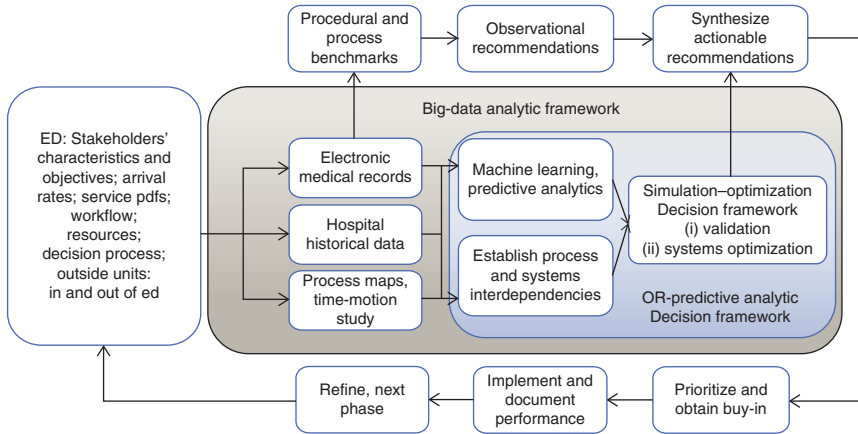 Procedural and
process
benchmarks
Observational
recommendations
Synthesize
actionable
recommendations
Big-data analytic framework
ED: Stakeholders'
characteristics and
objectives; arrival
rates; service pdfs;
workflow;
resources;
decision process;
outside units:
in and out of ed
Electronic
medical records
Hospital
historical data
Process maps,
time-motion
study
Machine learning,
predictive analytics
Establish process
and systems
interdependencies
Simulation–optimization
Decision framework
(i) validation
(ii) systems optimization
OR-predictive analytic
Decision framework
Refine, next
phase
Implement and
document
performance
Prioritize and
obtain buy-in